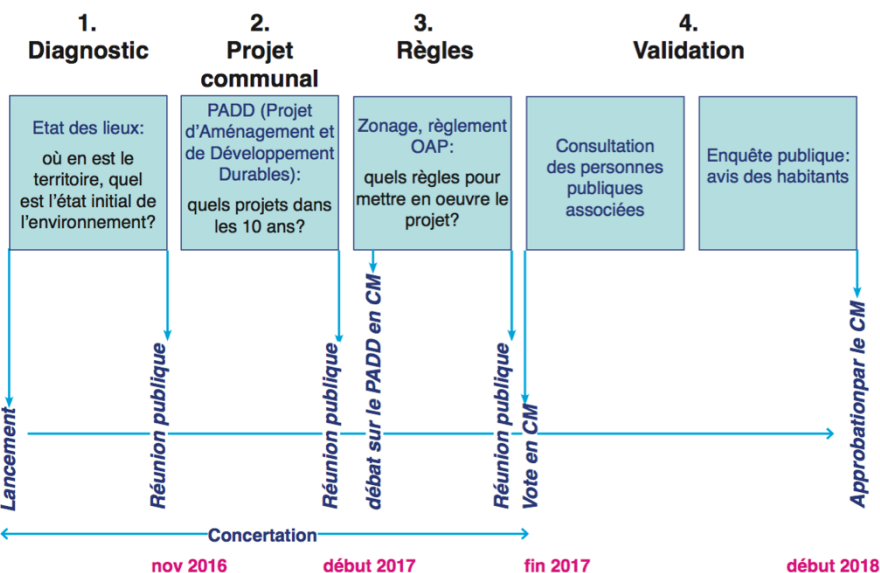 1.
Diagnostic
2.
Projet
communal
3.
Règles
4.
Validation
Etat des lieux:
où en est le
territoire, quel
est l'état initial de
l'environnement?
PADD (Projet
d'Aménagement et
de Développement
Durables):
quels projets dans
les 10 ans?
Zonage, règlement
OAP:
quels règles pour
mettre en oeuvre le
projet?
Consultation
des personnes
publiques
associées
Enquête publique:
avis des habitants
Lancement
Réunion publique
Réunion publique
débat sur le PADD en CM
Réunion publique
Vote en CM
Approbationpar le CM
Concertation
nov 2016
début 2017
fin 2017
début 2018